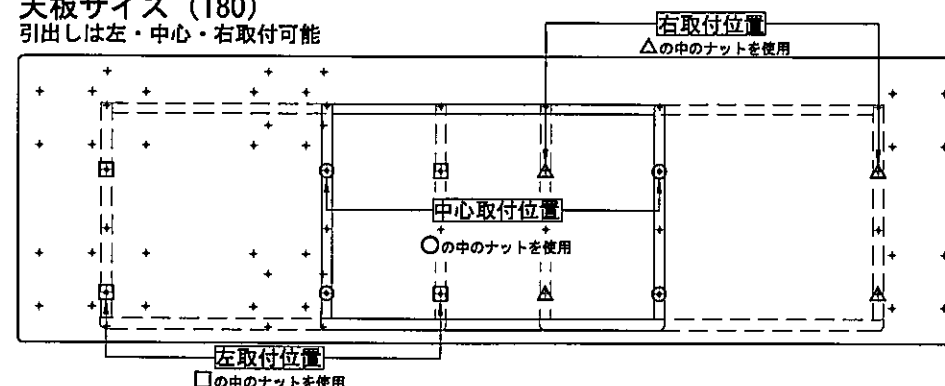 天板サイズ（180）
引出しは左・中心・右取付可能
右取付位置
△の中のナットを使用
中心取付位置
○の中のナットを使用
左取付位置
□の中のナットを使用